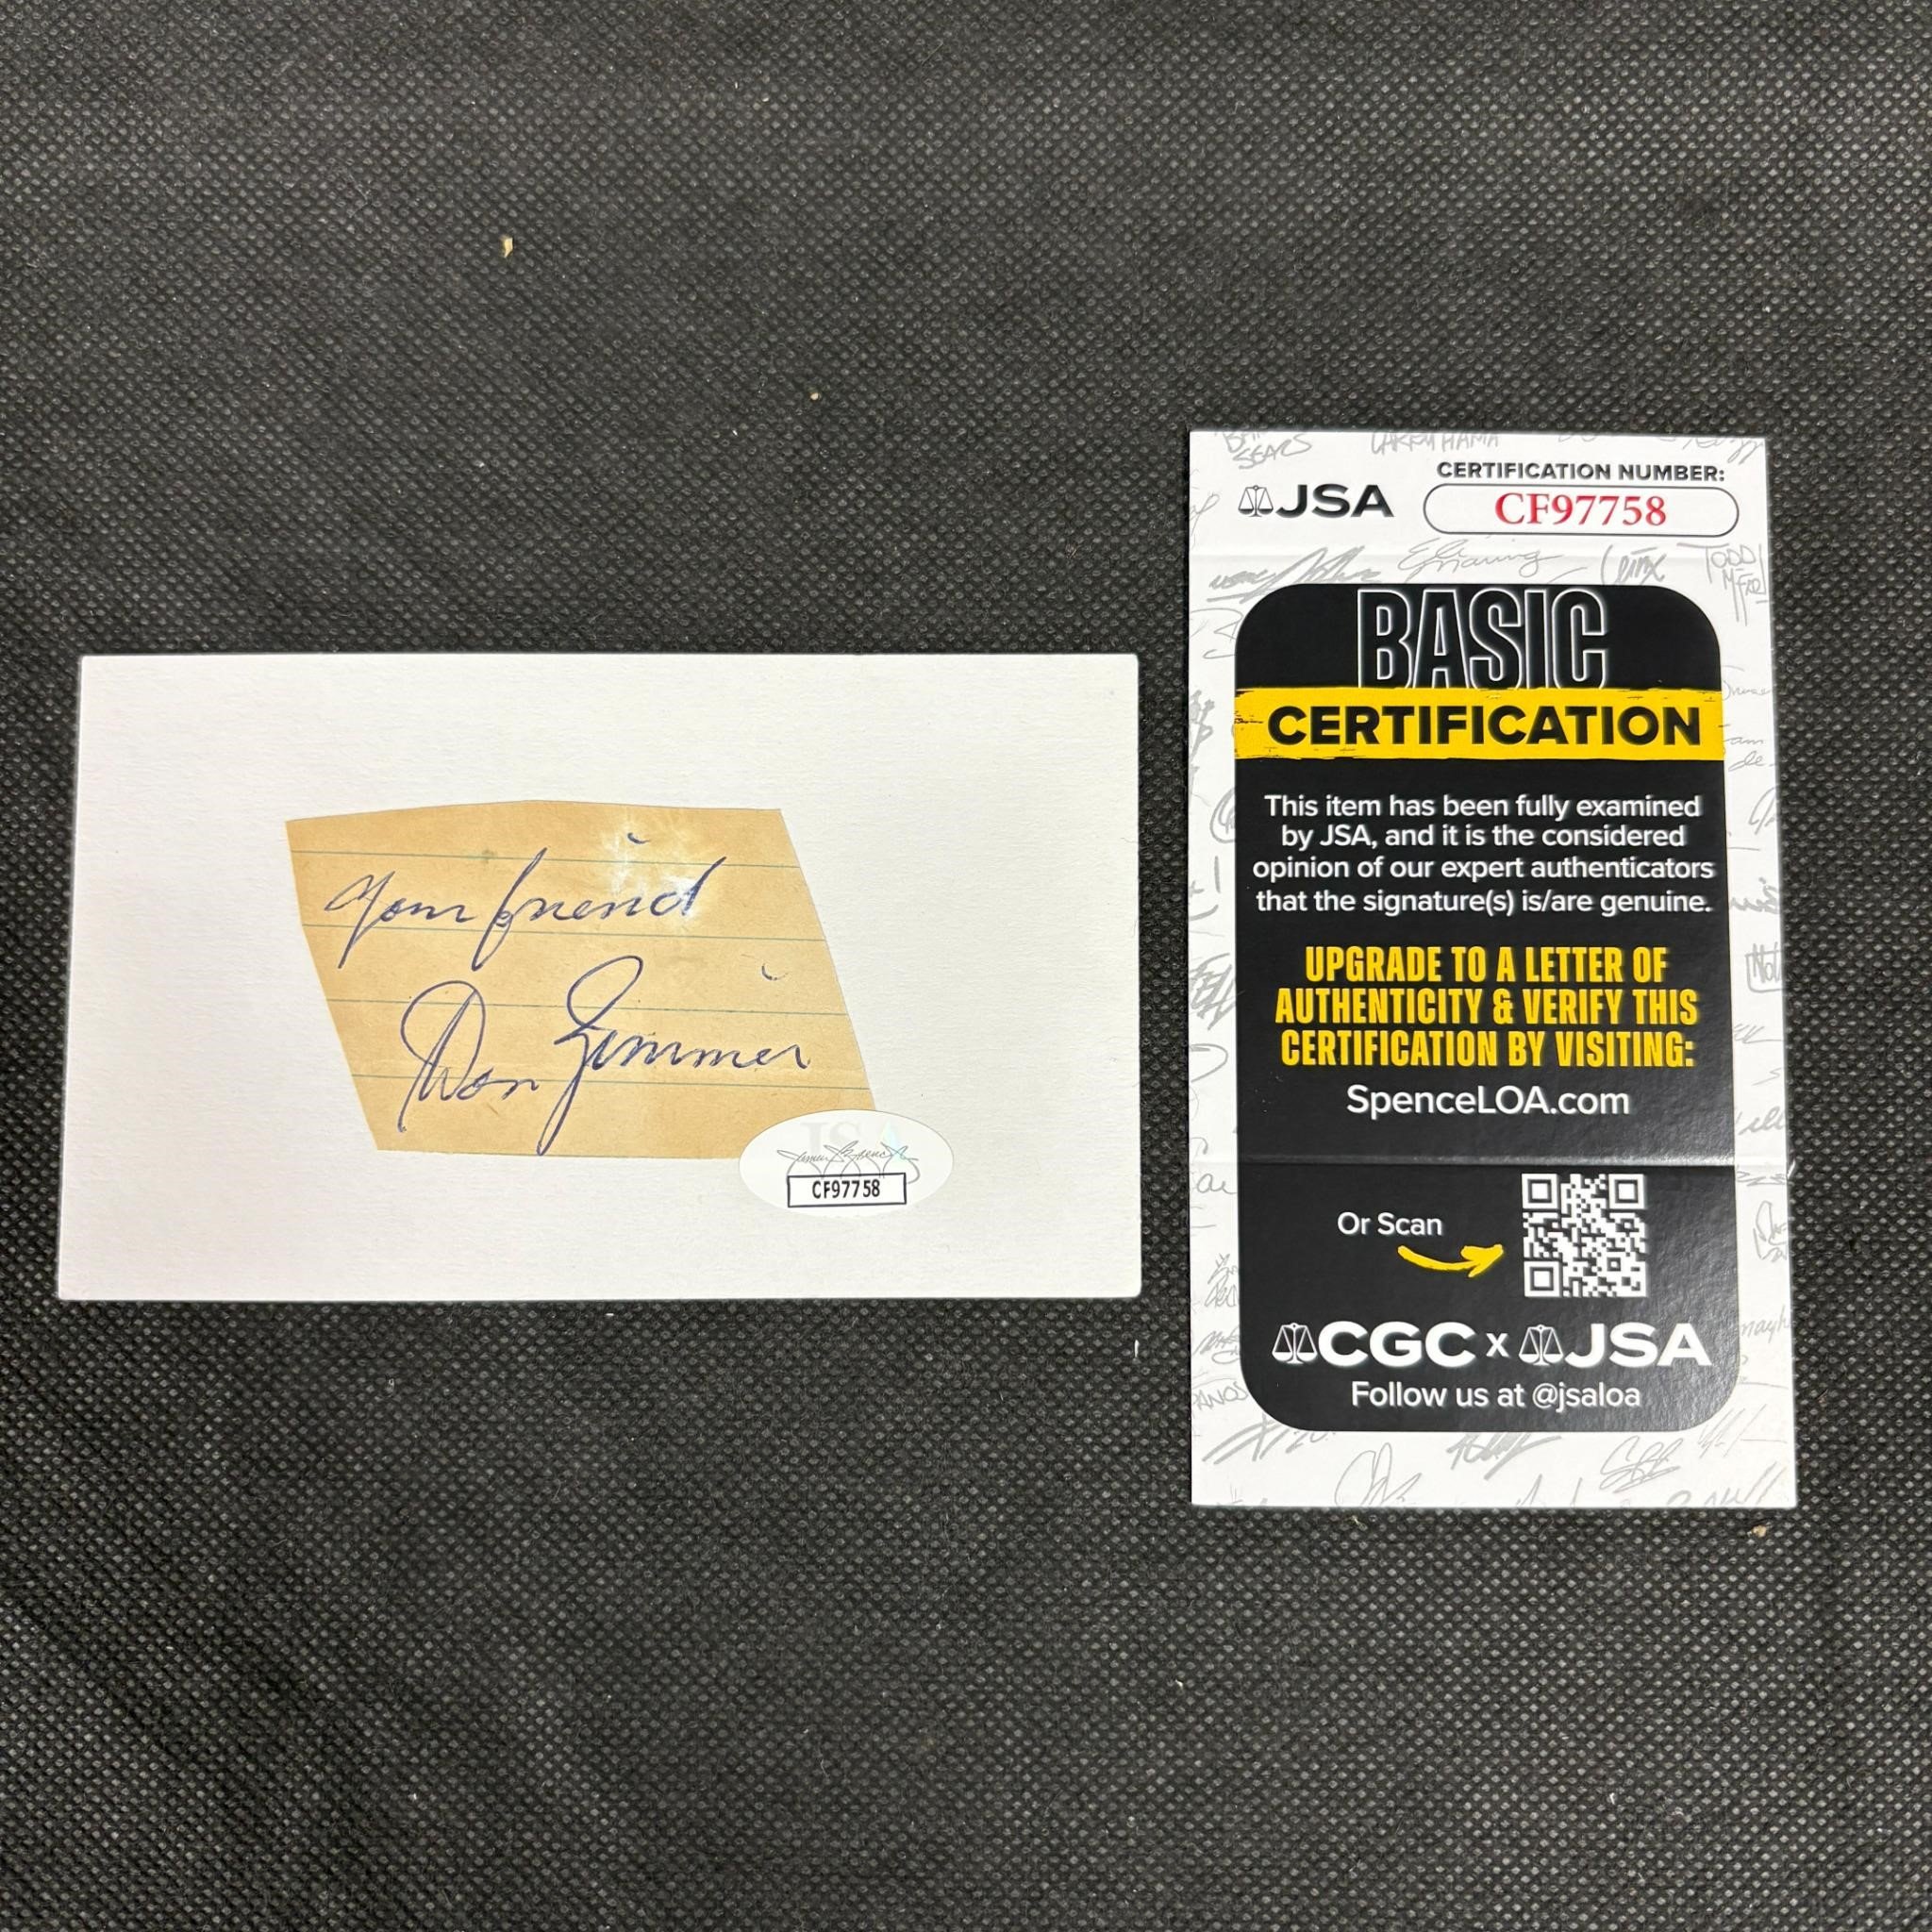 your friend
Don Zimmer
JSA
CF97758
JSA
CERTIFICATION NUMBER:
CF97758
BASIC
CERTIFICATION
This item has been fully examined
by JSA, and it is the considered
opinion of our expert authenticators
that the signature(s) is/are genuine.
UPGRADE TO A LETTER OF
AUTHENTICITY & VERIFY THIS
CERTIFICATION BY VISITING:
SpenceLOA.com
Or Scan
CGC x JSA
Follow us at @jsaloa